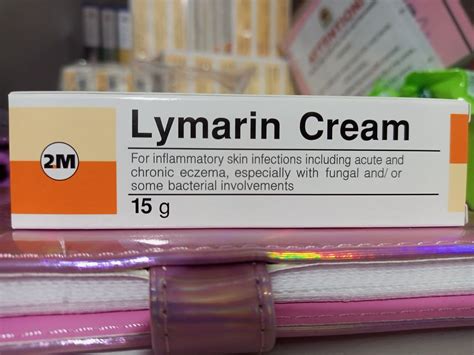 ATTENTION!
2M
Lymarin Cream
For inflammatory skin infections including acute and
chronic eczema, especially with fungal and/or
some bacterial involvements
15 g